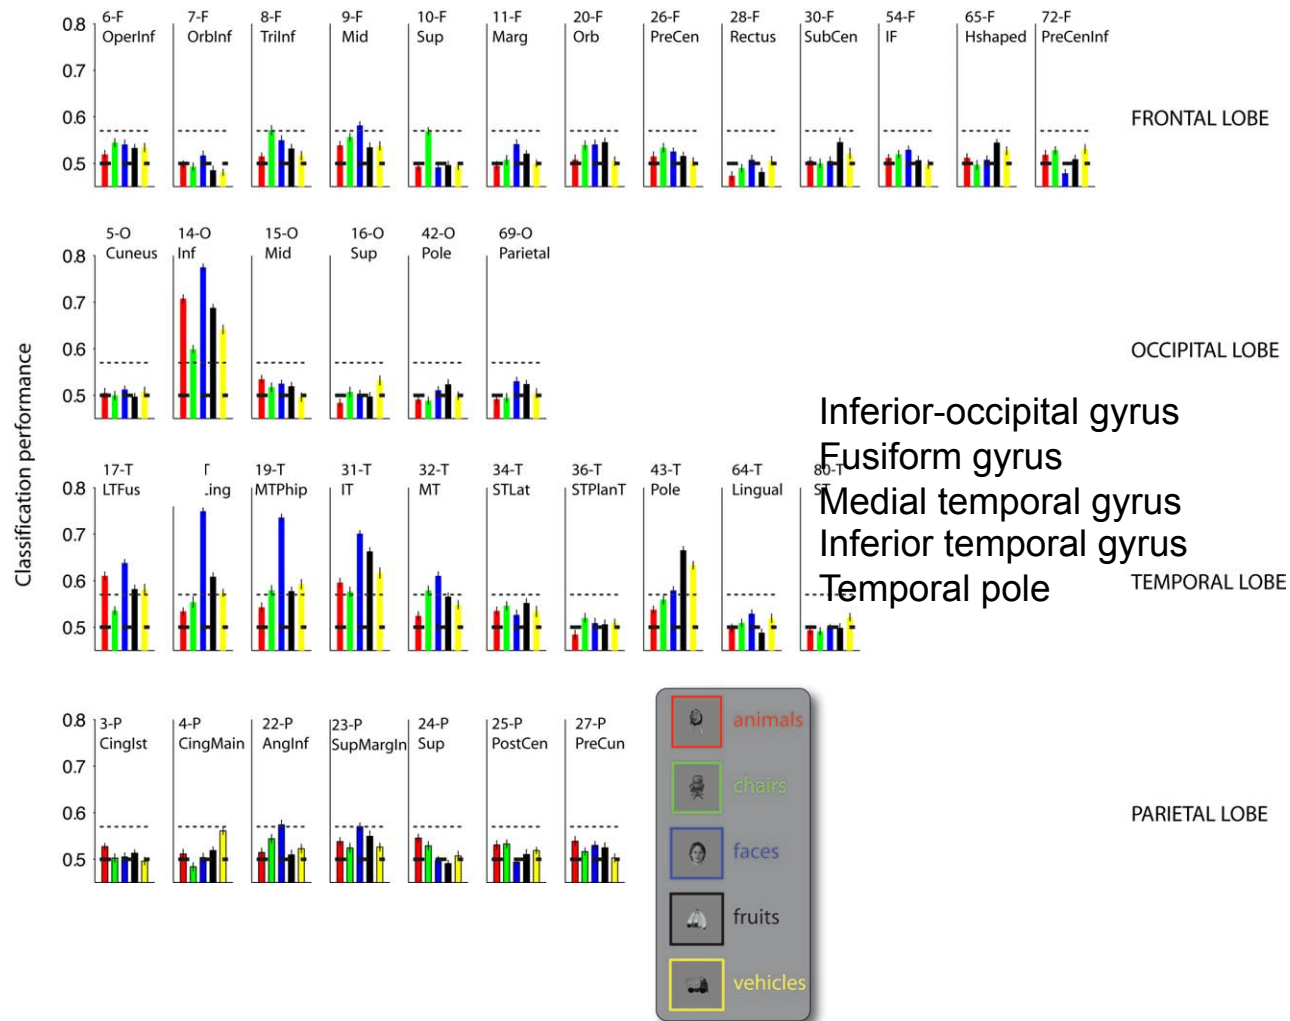 6-F 7-F 8-F 9-F 10-F 11-F 20-F 26-F 28-F 30-F 54-F 65-F 72-F
OperInf OrbInf TriInf Mid Sup Marg Orb PreCen Rectus SubCen IF Hshaped PreCenInf
0.8
0.7
0.6
0.5
FRONTAL LOBE
5-O 14-O 15-O 16-O 42-O 69-O
Cuneus Inf Mid Sup Pole Parietal
0.8
0.7
0.6
0.5
OCCIPITAL LOBE
Classification performance
Inferior-occipital gyrus
Fusiform gyrus
Medial temporal gyrus
Inferior temporal gyrus
Temporal pole
17-T T 19-T 31-T 32-T 34-T 36-T 43-T 64-T 80-T
LTFus ing MTPhip IT MT STLat STPlanT Pole Lingual ST
0.8
0.7
0.6
0.5
TEMPORAL LOBE
3-P 4-P 22-P 23-P 24-P 25-P 27-P
CingIst CingMain AngInf SupMargIn Sup PostCen PreCun
0.8
0.7
0.6
0.5
PARIETAL LOBE
animals
chairs
faces
fruits
vehicles